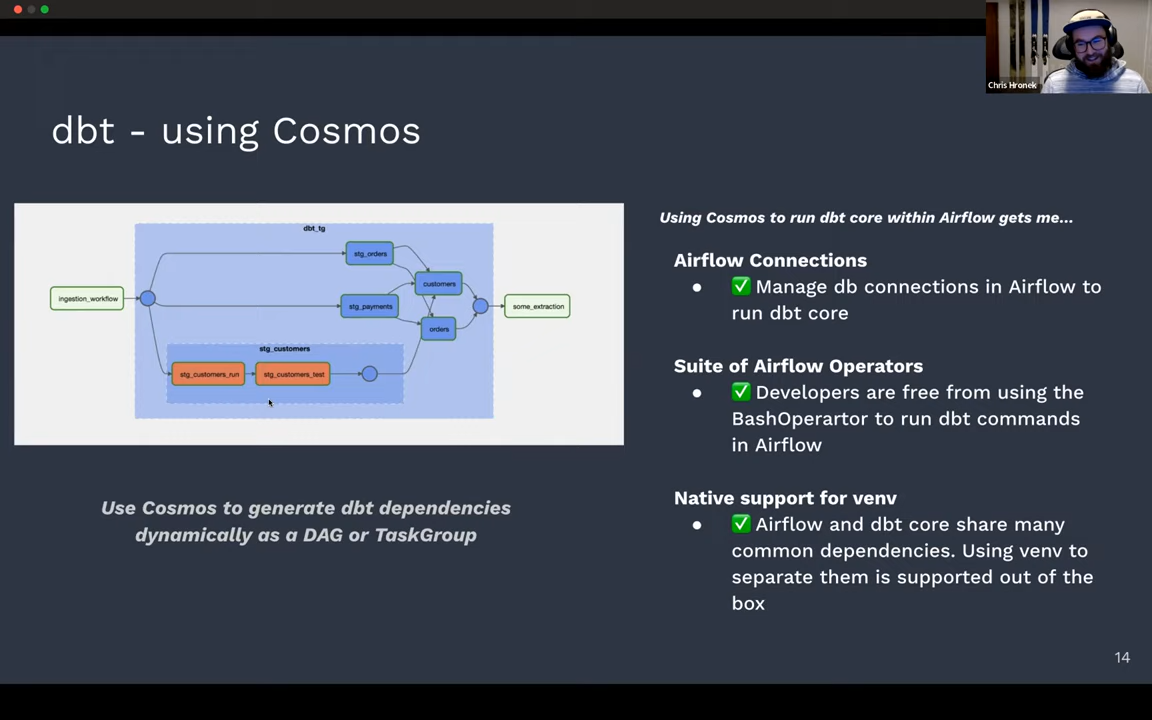 Chris Hronek
dbt - using Cosmos
dbt_tg
stg_orders
customers
ingestion_workflow
stg_payments
some_extraction
orders
stg_customers
stg_customers_run
stg_customers_test
Use Cosmos to generate dbt dependencies
dynamically as a DAG or TaskGroup
Using Cosmos to run dbt core within Airflow gets me...
Airflow Connections
● ✅ Manage db connections in Airflow to
run dbt core
Suite of Airflow Operators
● ✅ Developers are free from using the
BashOperartor to run dbt commands
in Airflow
Native support for venv
● ✅ Airflow and dbt core share many
common dependencies. Using venv to
separate them is supported out of the
box
14